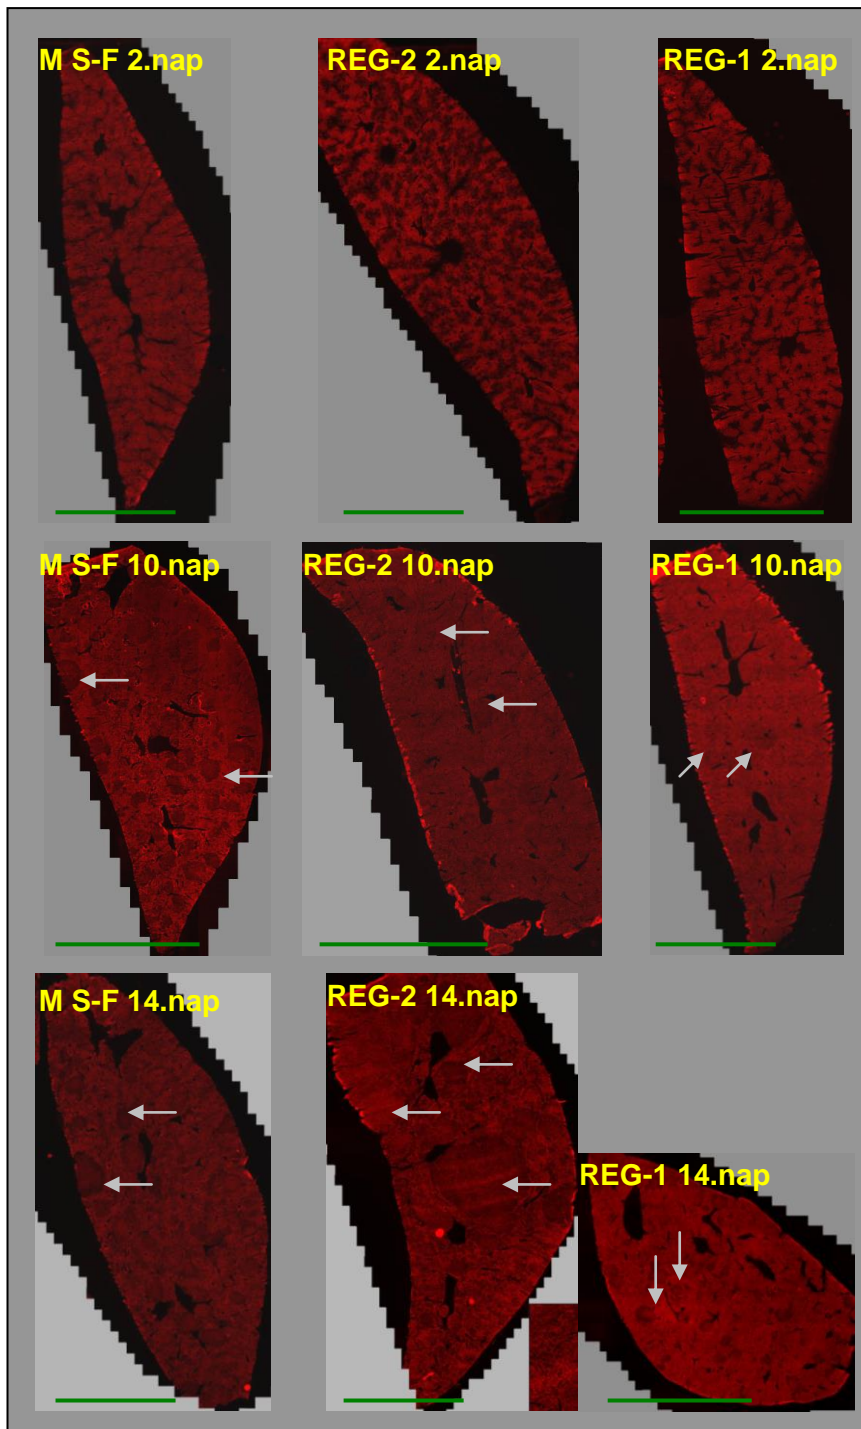 M S-F 2.nap
REG-2 2.nap
REG-1 2.nap
M S-F 10.nap
REG-2 10.nap
REG-1 10.nap
M S-F 14.nap
REG-2 14.nap
REG-1 14.nap